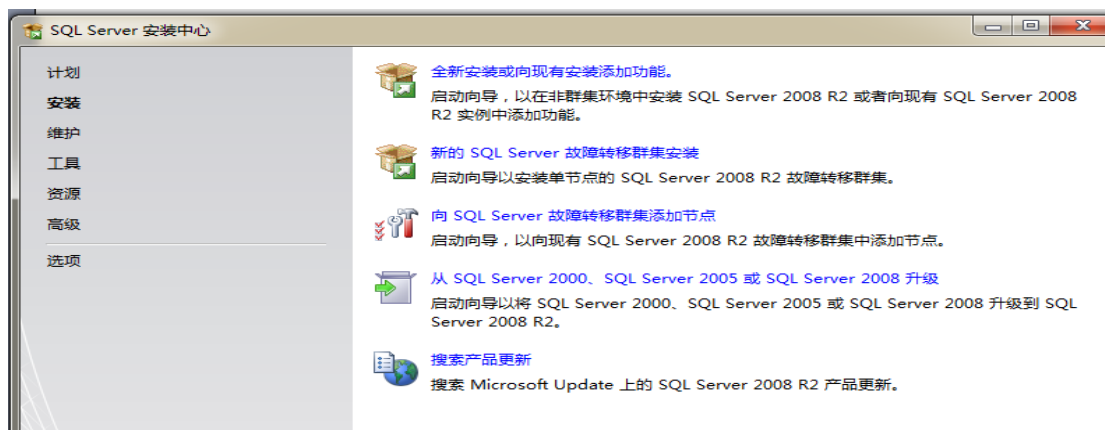 SQL Server 安装中心
计划
安装
维护
工具
资源
高级
选项
全新安装或向现有安装添加功能。
启动向导，以在非群集环境中安装 SQL Server 2008 R2 或者向现有 SQL Server 2008
R2 实例中添加功能。
新的 SQL Server 故障转移群集安装
启动向导以安装单节点的 SQL Server 2008 R2 故障转移群集。
向 SQL Server 故障转移群集添加节点
启动向导，以向现有 SQL Server 2008 R2 故障转移群集中添加节点。
从 SQL Server 2000、SQL Server 2005 或 SQL Server 2008 升级
启动向导以将 SQL Server 2000、SQL Server 2005 或 SQL Server 2008 升级到 SQL
Server 2008 R2。
搜索产品更新
搜索 Microsoft Update 上的 SQL Server 2008 R2 产品更新。